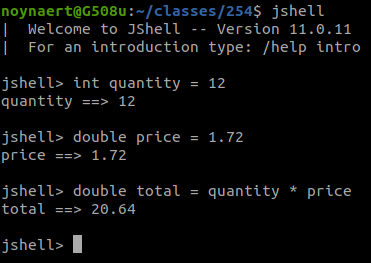 noynaert@G508u:~/classes/254$ jshell
|  Welcome to JShell -- Version 11.0.11
|  For an introduction type: /help intro
jshell> int quantity = 12
quantity ==> 12
jshell> double price = 1.72
price ==> 1.72
jshell> double total = quantity * price
total ==> 20.64
jshell>